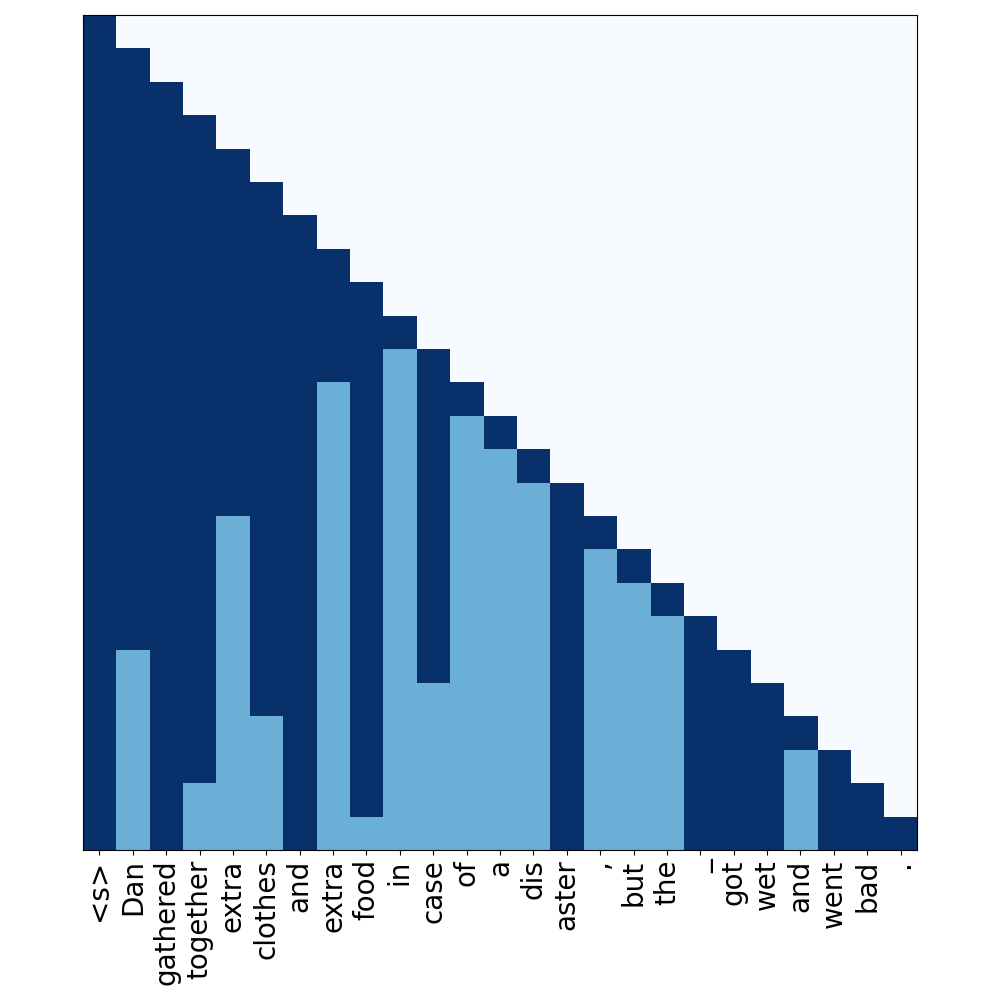 <s>
Dan
gathered
together
extra
clothes
and
extra
food
in
case
of
a
dis
aster
,
but
the
_
got
wet
and
went
bad
.